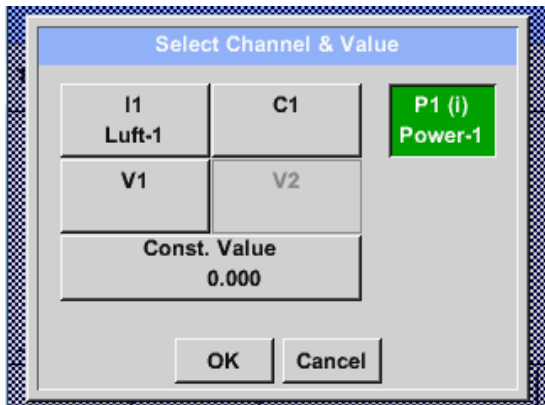 Select Channel & Value
I1
Luft-1
C1
P1 (i)
Power-1
V1
V2
Const. Value
0.000
OK
Cancel